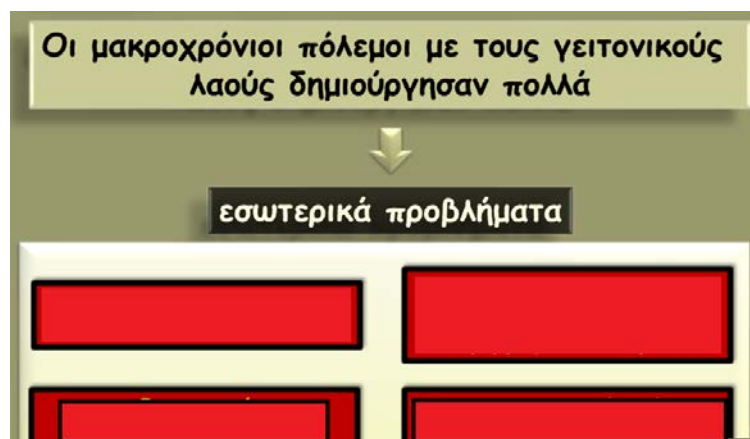 Οι μακροχρόνιοι πόλεμοι με τους γειτονικούς
λαούς δημιούργησαν πολλά
εσωτερικά προβλήματα